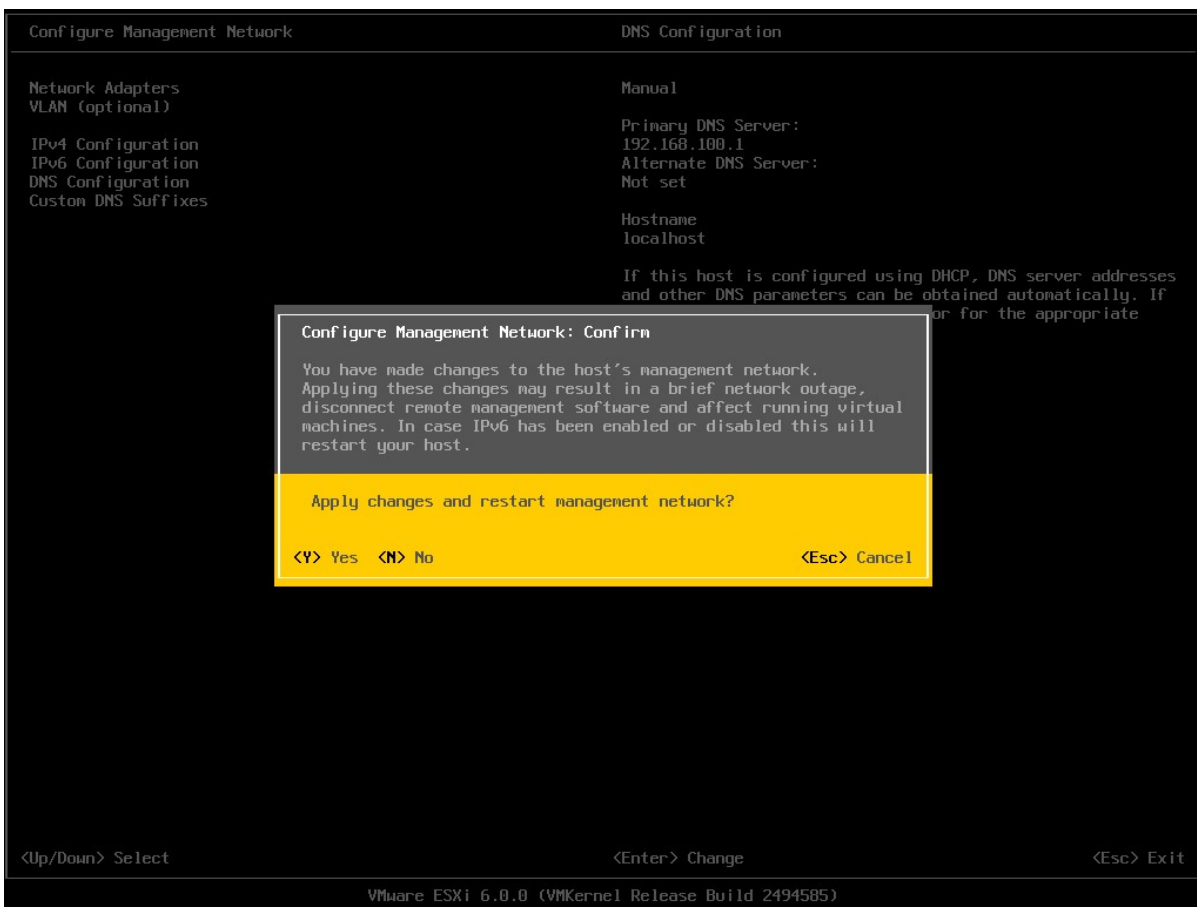 Configure Management Network
DNS Configuration
Network Adapters
VLAN (optional)
IPv4 Configuration
IPv6 Configuration
DNS Configuration
Custom DNS Suffixes
Manual
Primary DNS Server:
192.168.100.1
Alternate DNS Server:
Not set
Hostname
localhost
If this host is configured using DHCP, DNS server addresses
and other DNS parameters can be obtained automatically. If
or for the appropriate
Configure Management Network: Confirm
You have made changes to the host's management network.
Applying these changes may result in a brief network outage,
disconnect remote management software and affect running virtual
machines. In case IPv6 has been enabled or disabled this will
restart your host.
Apply changes and restart management network?
<Y> Yes <N> No
<Esc> Cancel
<Up/Down> Select
<Enter> Change
<Esc> Exit
VMware ESXi 6.0.0 (VMKernel Release Build 2494585)